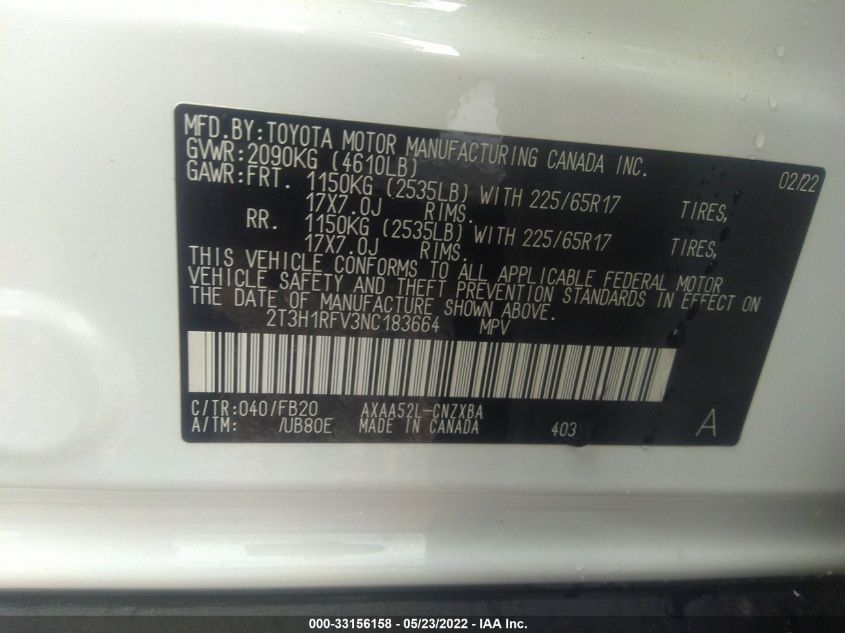 MFD.BY:TOYOTA MOTOR MANUFACTURING CANADA INC.
GVWR:2090KG (4610LB) 02/22
GAWR:FRT. 1150KG (2535LB) WITH 225/65R17 TIRES,
17X7.0J RIMS.
RR. 1150KG (2535LB) WITH 225/65R17 TIRES,
17X7.0J RIMS.
THIS VEHICLE CONFORMS TO ALL APPLICABLE FEDERAL MOTOR
VEHICLE SAFETY AND THEFT PREVENTION STANDARDS IN EFFECT ON
THE DATE OF MANUFACTURE SHOWN ABOVE.
2T3H1RFV3NC183664 MPV
C/TR:040/FB20 AXAA52L-CNZXBA
A/TM: /UB80E MADE IN CANADA 403 A
000-33156158 - 05/23/2022 - IAA Inc.